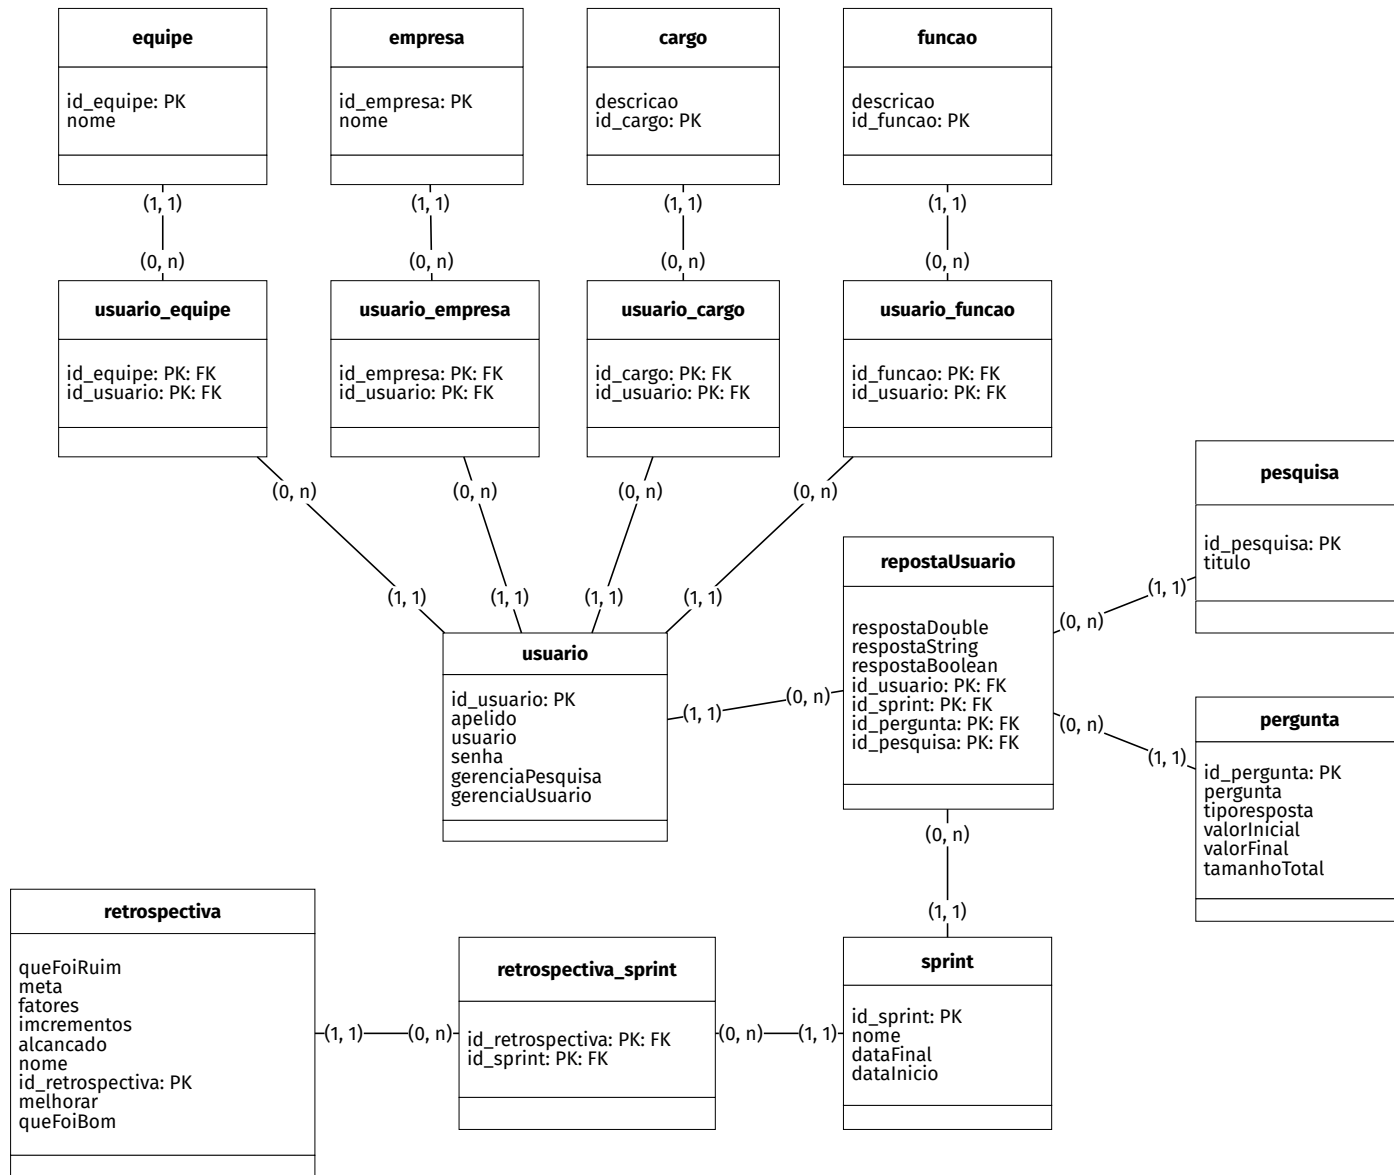 equipe
id_equipe: PK
nome
empresa
id_empresa: PK
nome
cargo
descricao
id_cargo: PK
funcao
descricao
id_funcao: PK
(1, 1)
(1, 1)
(1, 1)
(1, 1)
(0, n)
(0, n)
(0, n)
(0, n)
usuario_equipe
id_equipe: PK: FK
id_usuario: PK: FK
usuario_empresa
id_empresa: PK: FK
id_usuario: PK: FK
usuario_cargo
id_cargo: PK: FK
id_usuario: PK: FK
usuario_funcao
id_funcao: PK: FK
id_usuario: PK: FK
(0, n)
(0, n)
(0, n)
(0, n)
(1, 1)
(1, 1)
(1, 1)
(1, 1)
pesquisa
id_pesquisa: PK
titulo
repostaUsuario
respostaDouble
respostaString
respostaBoolean
id_usuario: PK: FK
id_sprint: PK: FK
id_pergunta: PK: FK
id_pesquisa: PK: FK
(1, 1)
(0, n)
usuario
id_usuario: PK
apelido
usuario
senha
gerenciaPesquisa
gerenciaUsuario
(1, 1)
(0, n)
(0, n)
(1, 1)
pergunta
id_pergunta: PK
pergunta
tiporesposta
valorInicial
valorFinal
tamanhoTotal
(0, n)
(1, 1)
retrospectiva
queFoiRuim
meta
fatores
imcrementos
alcancado
nome
id_retrospectiva: PK
melhorar
queFoiBom
(1, 1)
(0, n)
retrospectiva_sprint
id_retrospectiva: PK: FK
id_sprint: PK: FK
(0, n)
(1, 1)
sprint
id_sprint: PK
nome
dataFinal
dataInicio